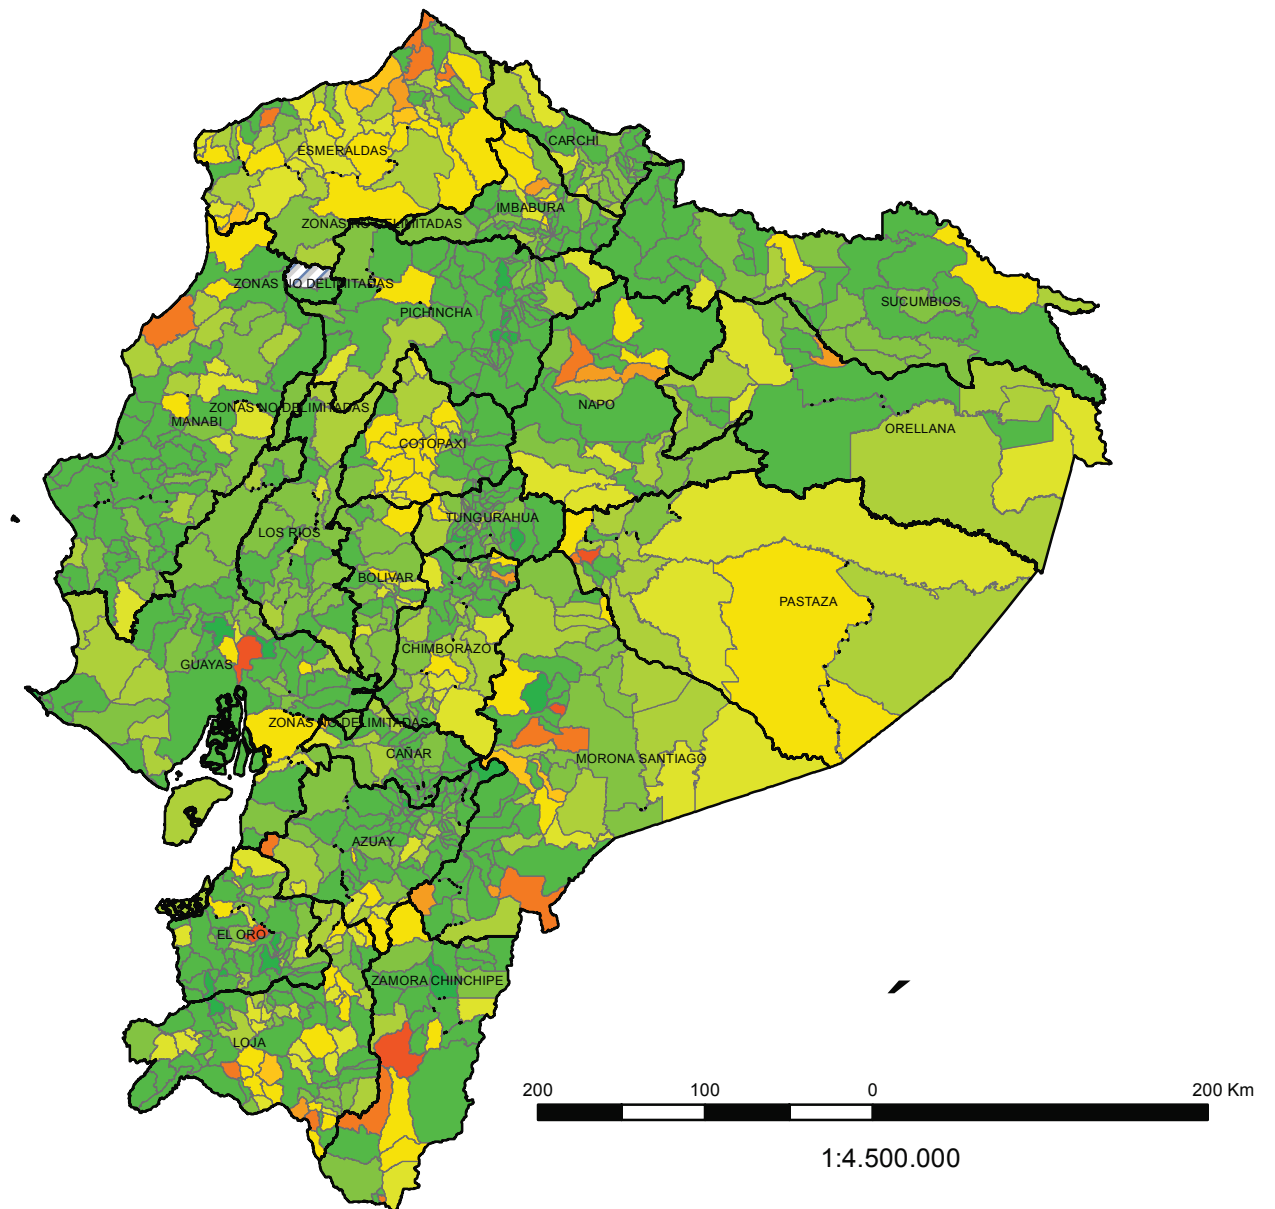 CARCHI
ESMERALDAS
IMBABURA
ZONAS NO DELIMITADAS
ZONAS NO DELIMITADAS
SUCUMBIOS
PICHINCHA
NAPO
ZONAS NO DELIMITADAS
MANABI
ORELLANA
COTOPAXI
TUNGURAHUA
LOS RIOS
BOLIVAR
PASTAZA
CHIMBORAZO
GUAYAS
ZONAS NO DELIMITADAS
CAÑAR
MORONA SANTIAGO
AZUAY
EL ORO
ZAMORA CHINCHIPE
LOJA
200 100 0 200 Km
1:4.500.000